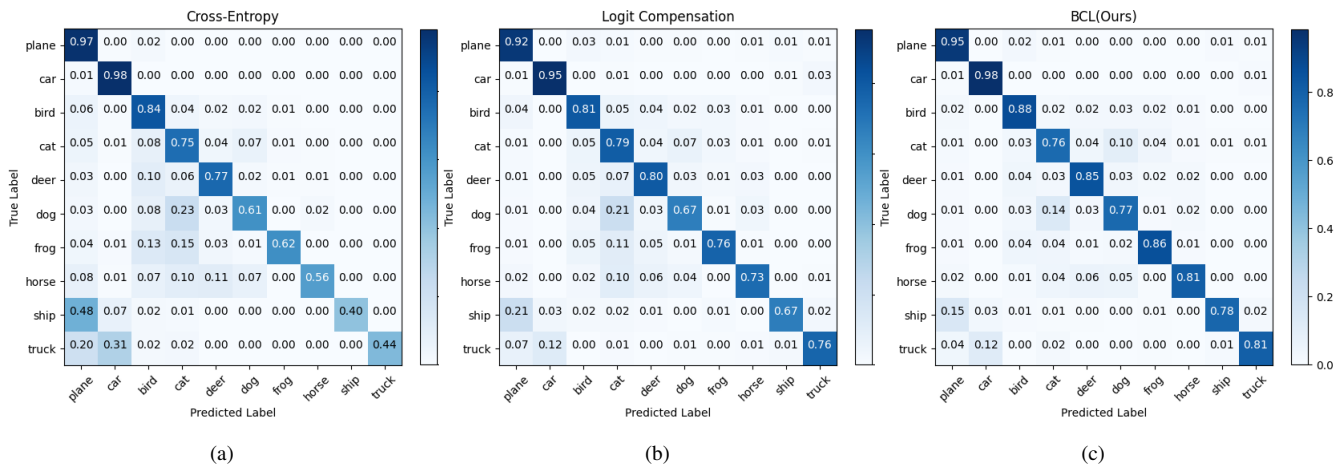 Cross-Entropy
True Label
plane 0.97 0.00 0.02 0.00 0.00 0.00 0.00 0.00 0.00 0.00
car 0.01 0.98 0.00 0.00 0.00 0.00 0.00 0.00 0.00 0.00
bird 0.06 0.00 0.84 0.04 0.02 0.02 0.01 0.00 0.00 0.00
cat 0.05 0.01 0.08 0.75 0.04 0.07 0.01 0.00 0.00 0.00
deer 0.03 0.00 0.10 0.06 0.77 0.02 0.01 0.01 0.00 0.00
dog 0.03 0.00 0.08 0.23 0.03 0.61 0.00 0.02 0.00 0.00
frog 0.04 0.01 0.13 0.15 0.03 0.01 0.62 0.00 0.00 0.00
horse 0.08 0.01 0.07 0.10 0.11 0.07 0.00 0.56 0.00 0.00
ship 0.48 0.07 0.02 0.01 0.00 0.00 0.00 0.00 0.40 0.00
truck 0.20 0.31 0.02 0.02 0.00 0.00 0.00 0.00 0.00 0.44
plane car bird cat deer dog frog horse ship truck
Predicted Label
(a)
Logit Compensation
True Label
plane 0.92 0.00 0.03 0.01 0.00 0.00 0.00 0.00 0.01 0.01
car 0.01 0.95 0.00 0.00 0.00 0.00 0.00 0.00 0.00 0.03
bird 0.04 0.00 0.81 0.05 0.04 0.02 0.03 0.01 0.00 0.00
cat 0.01 0.00 0.05 0.79 0.03 0.07 0.03 0.01 0.00 0.01
deer 0.01 0.00 0.05 0.07 0.80 0.03 0.01 0.03 0.00 0.00
dog 0.01 0.00 0.04 0.21 0.03 0.67 0.01 0.03 0.00 0.00
frog 0.01 0.00 0.05 0.11 0.05 0.01 0.76 0.00 0.00 0.00
horse 0.02 0.00 0.02 0.10 0.06 0.04 0.00 0.73 0.00 0.01
ship 0.21 0.03 0.02 0.02 0.01 0.00 0.01 0.00 0.67 0.02
truck 0.07 0.12 0.00 0.01 0.00 0.01 0.00 0.01 0.01 0.76
plane car bird cat deer dog frog horse ship truck
Predicted Label
(b)
BCL(Ours)
True Label
plane 0.95 0.00 0.02 0.01 0.00 0.00 0.00 0.00 0.01 0.01
car 0.01 0.98 0.00 0.00 0.00 0.00 0.00 0.00 0.00 0.01
bird 0.02 0.00 0.88 0.02 0.02 0.03 0.02 0.01 0.00 0.00
cat 0.01 0.00 0.03 0.76 0.04 0.10 0.04 0.01 0.00 0.01
deer 0.01 0.00 0.04 0.03 0.85 0.03 0.02 0.02 0.00 0.00
dog 0.01 0.00 0.03 0.14 0.03 0.77 0.01 0.02 0.00 0.00
frog 0.01 0.00 0.04 0.04 0.01 0.02 0.86 0.00 0.00 0.00
horse 0.02 0.00 0.01 0.04 0.06 0.05 0.00 0.81 0.00 0.01
ship 0.15 0.03 0.01 0.01 0.00 0.00 0.01 0.00 0.78 0.02
truck 0.04 0.12 0.00 0.01 0.00 0.00 0.00 0.00 0.01 0.81
plane car bird cat deer dog frog horse ship truck
Predicted Label
0.8
0.6
0.4
0.2
0.0
(c)